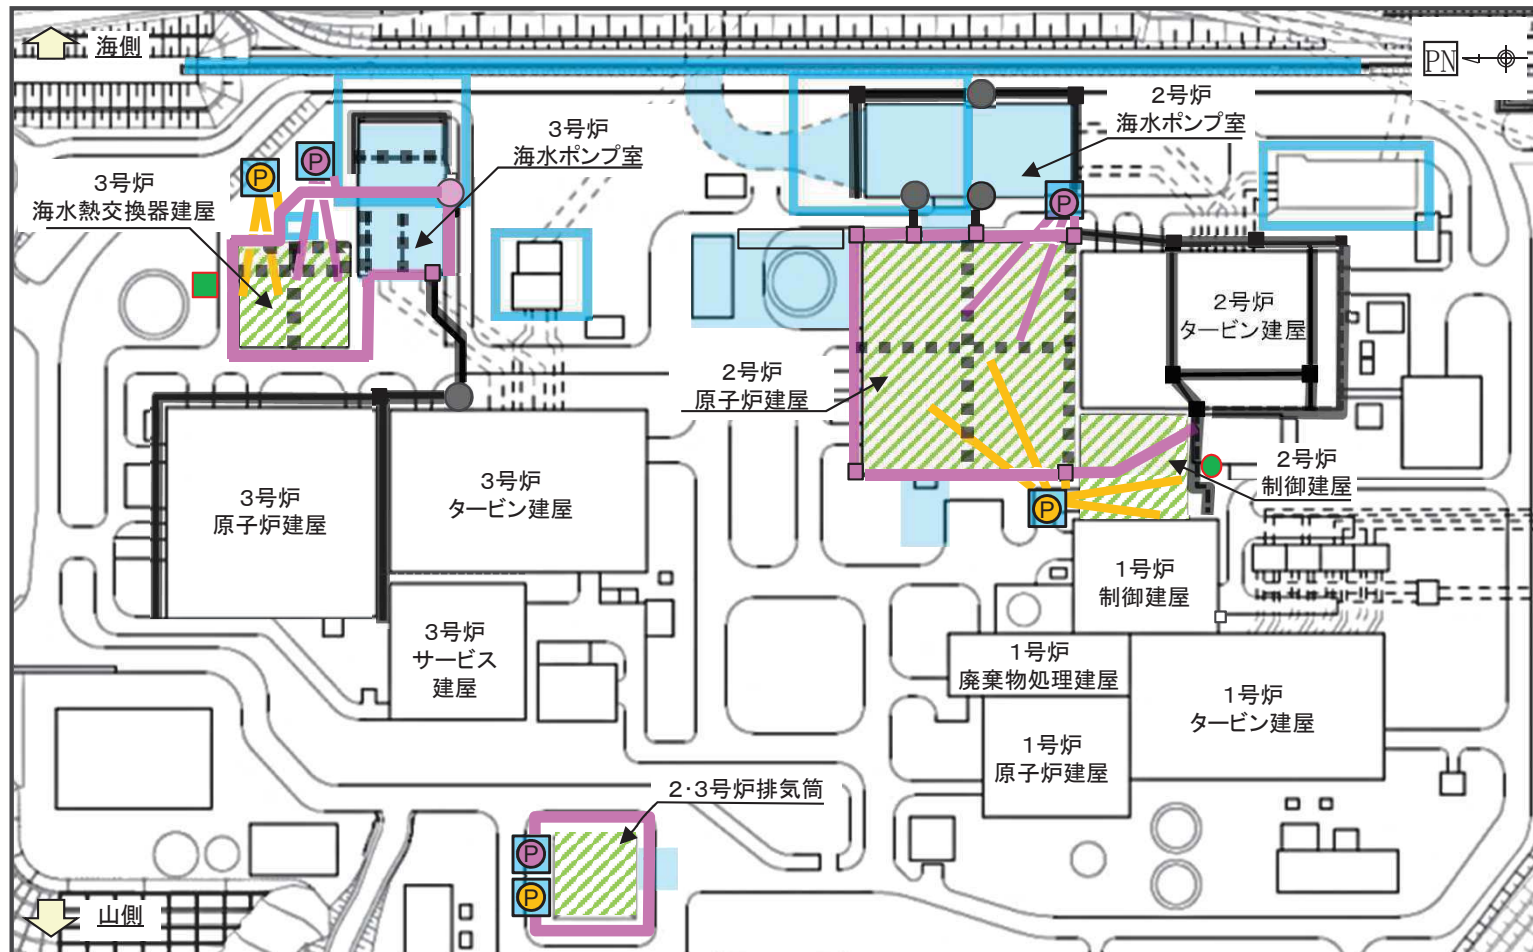 海側
PN
2号炉
海水ポンプ室
3号炉
海水ポンプ室
P
P
3号炉
海水熱交換器建屋
P
2号炉
タービン建屋
2号炉
原子炉建屋
2号炉
制御建屋
3号炉
原子炉建屋
3号炉
タービン建屋
P
1号炉
制御建屋
3号炉
サービス
建屋
1号炉
廃棄物処理建屋
1号炉
タービン建屋
1号炉
原子炉建屋
2・3号炉排気筒
P
P
山側